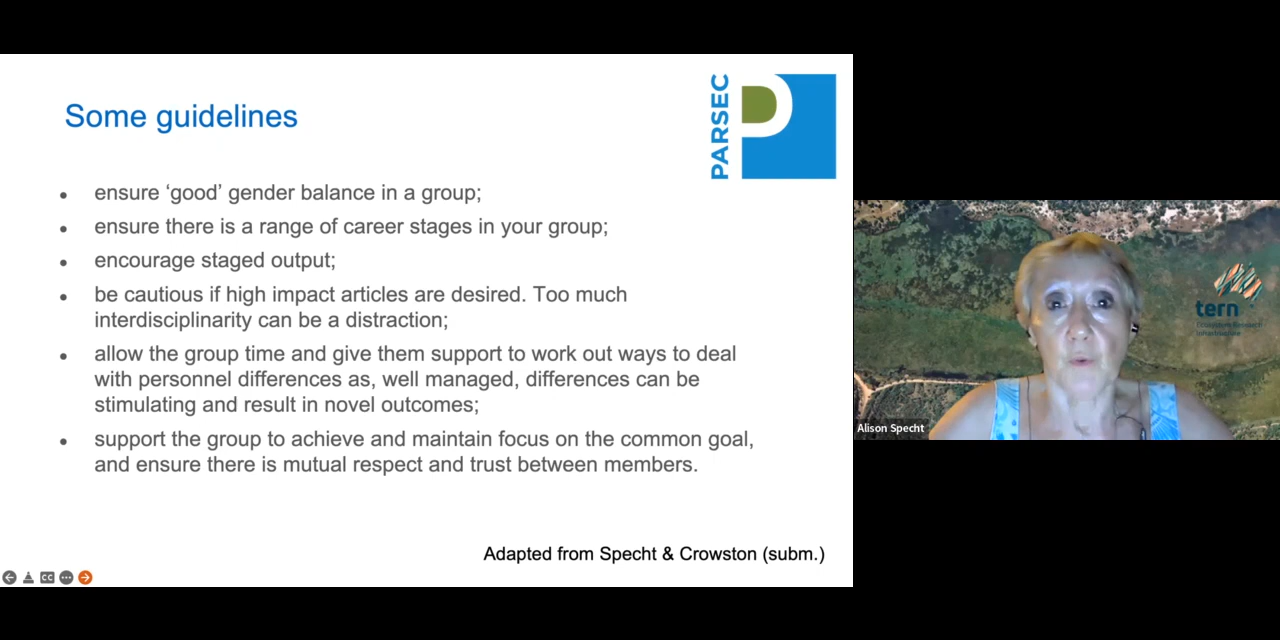 Some guidelines
PARSEC
ensure ‘good’ gender balance in a group;
ensure there is a range of career stages in your group;
encourage staged output;
be cautious if high impact articles are desired. Too much
interdisciplinarity can be a distraction;
allow the group time and give them support to work out ways to deal
with personnel differences as, well managed, differences can be
stimulating and result in novel outcomes;
support the group to achieve and maintain focus on the common goal,
and ensure there is mutual respect and trust between members.
Adapted from Specht & Crowston (subm.)
CC
tern
Ecosystem Research
Infrastructure
Alison Specht